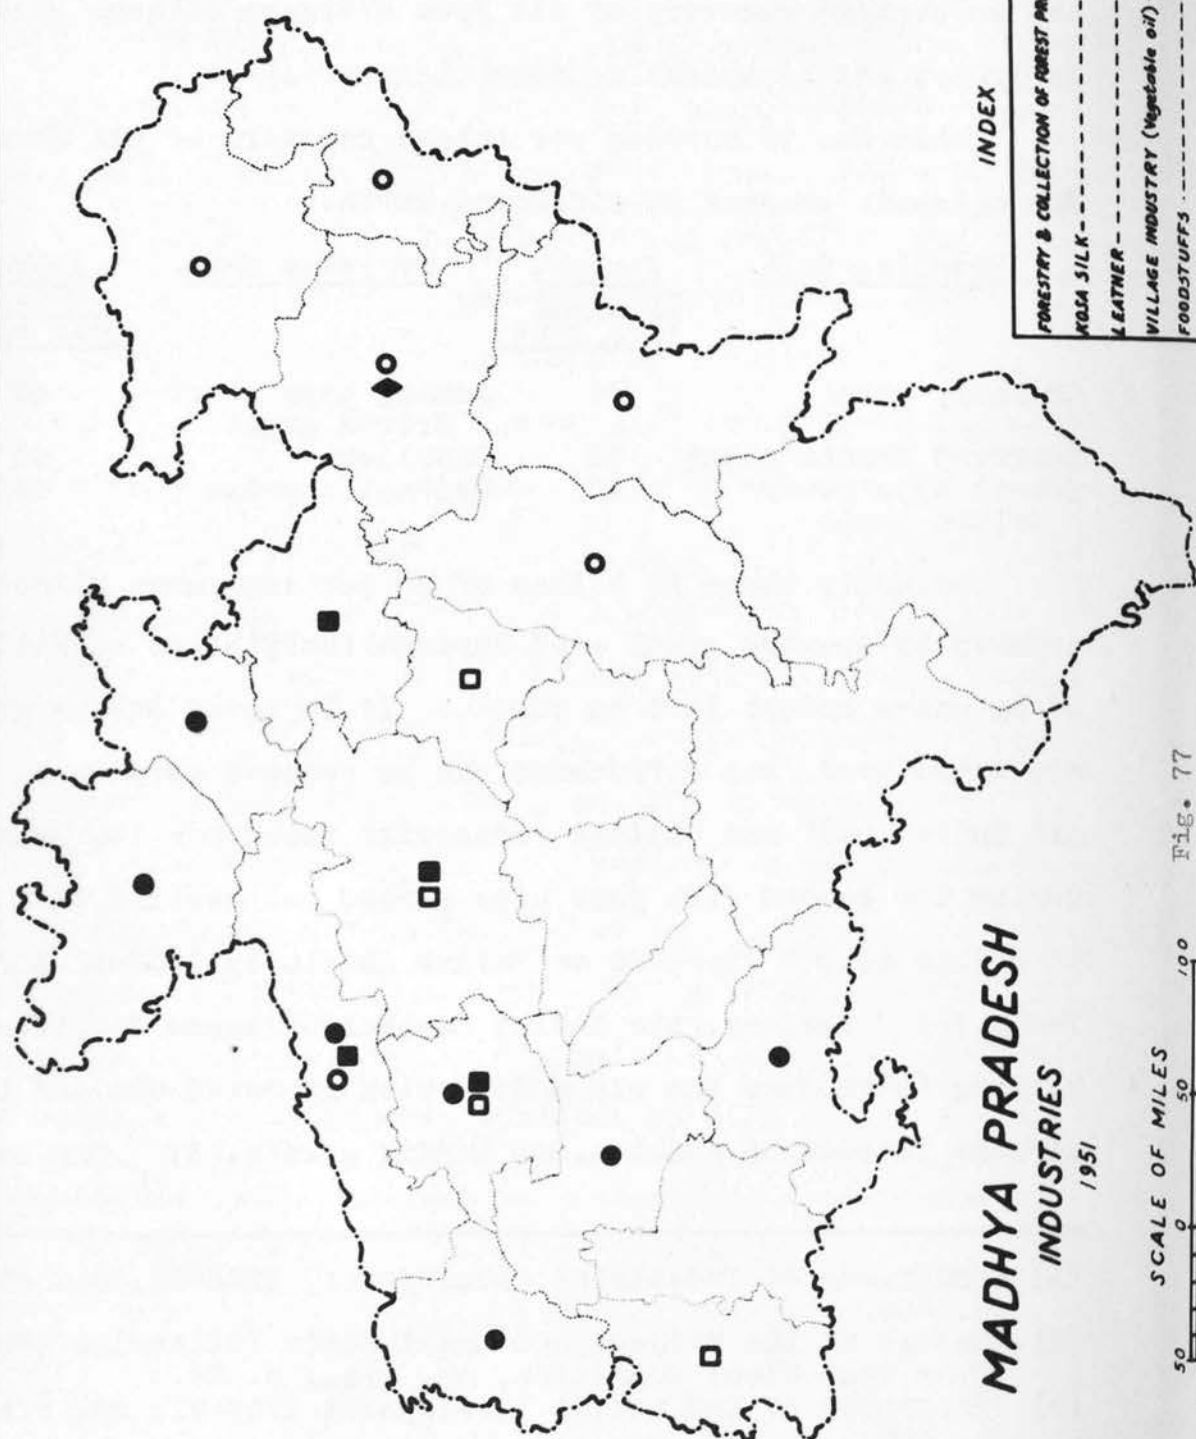 INDEX
FORESTRY & COLLECTION OF FOREST
KOSA SILK
LEATHER
VILLAGE INDUSTRY (Vegetable oil)
FOODSTUFFS
MADHYA PRADESH
INDUSTRIES
1951
SCALE OF MILES
50 0 50 100
Fig. 77